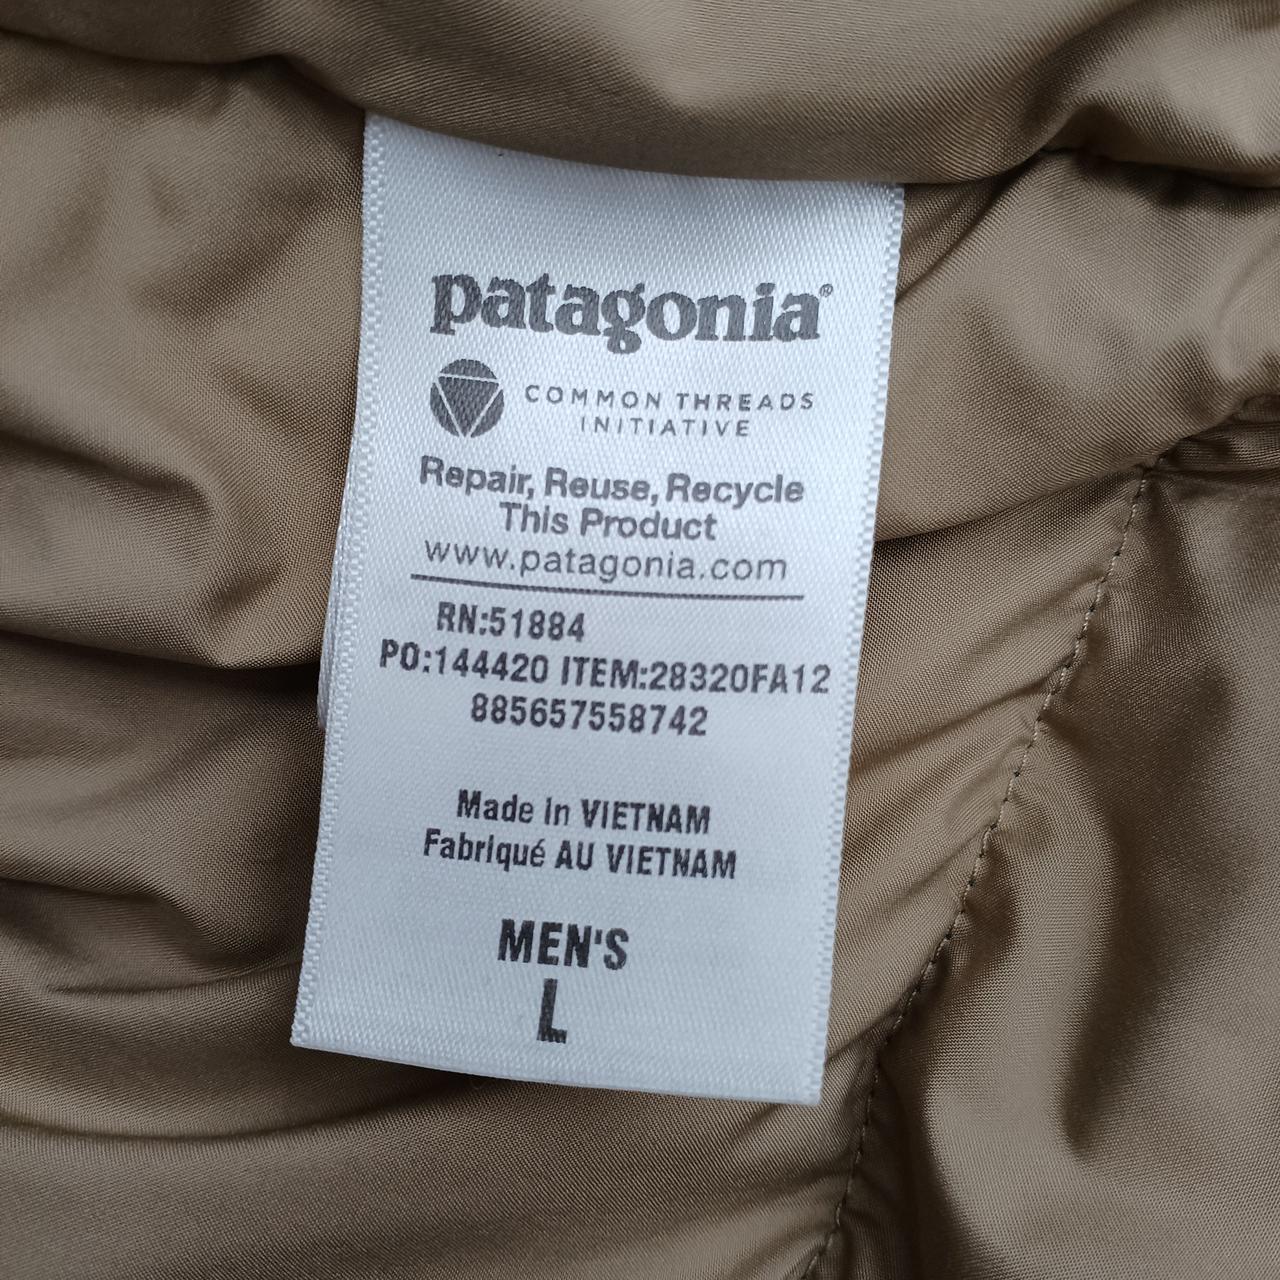 patagonia®
COMMON THREADS
INITIATIVE
Repair, Reuse, Recycle
This Product
www.patagonia.com
RN:51884
PO:144420 ITEM:28320FA12
885657558742
Made In VIETNAM
Fabriqué AU VIETNAM
MEN'S
L